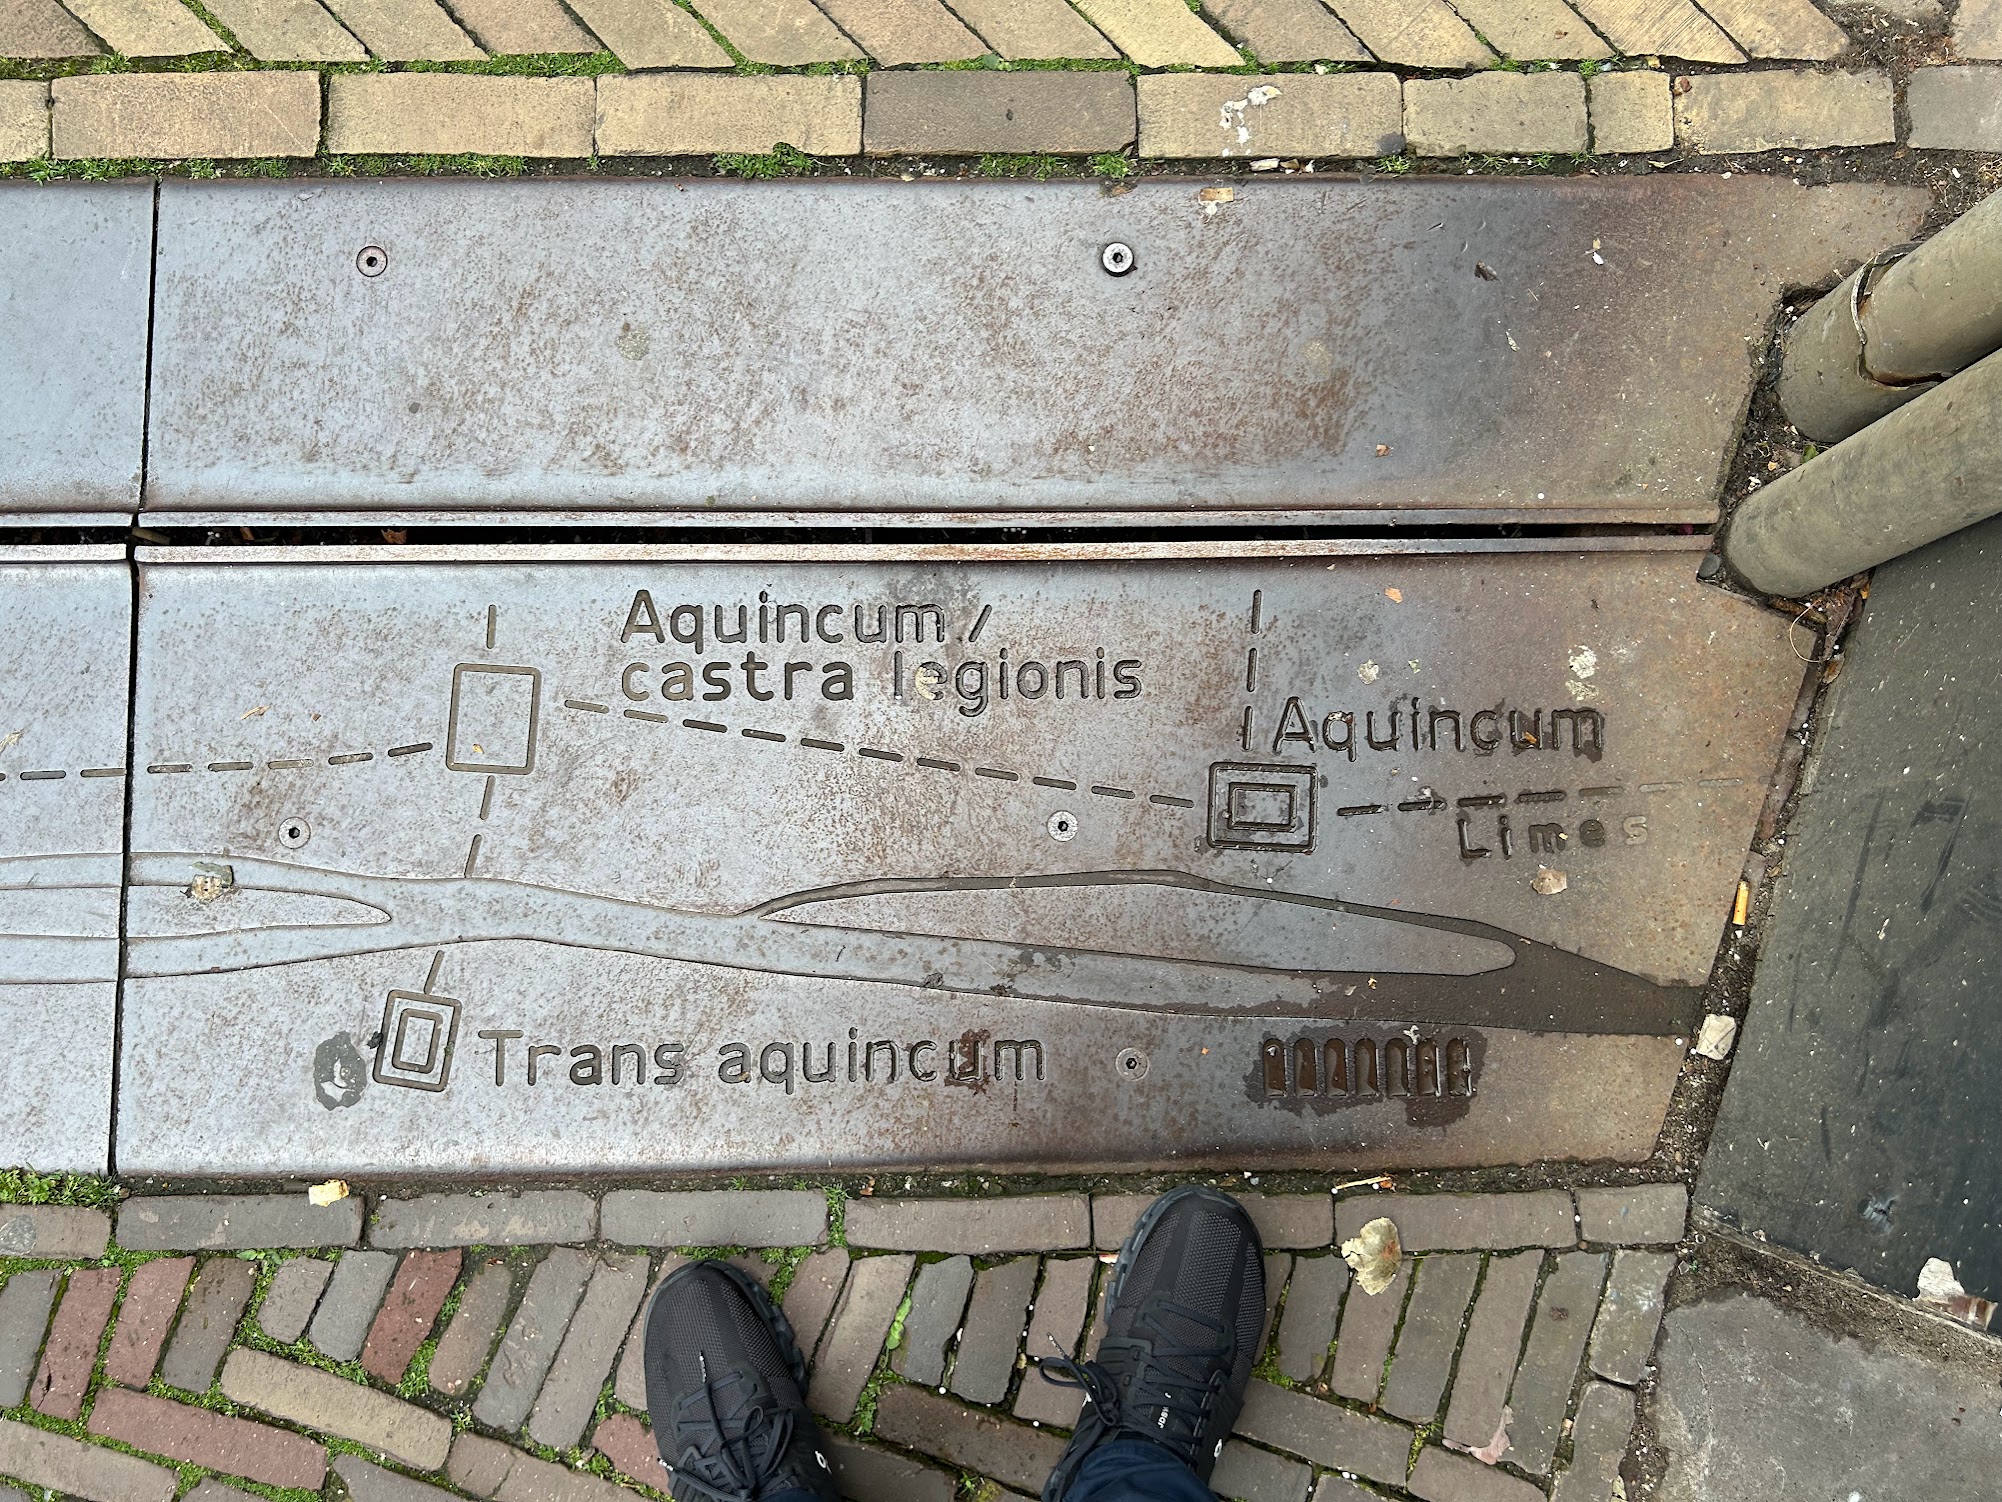 Aquincum /
castra legionis
Aquincum
Limes
Trans aquincum